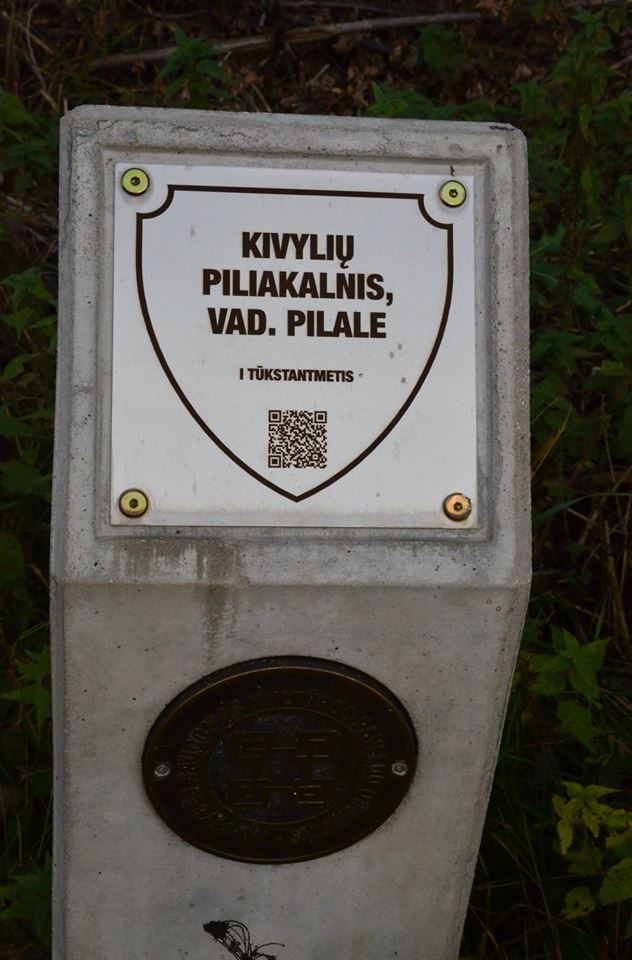 KIVYLIŲ
PILIAKALNIS,
VAD. PILALE
I TŪKSTANTMETIS